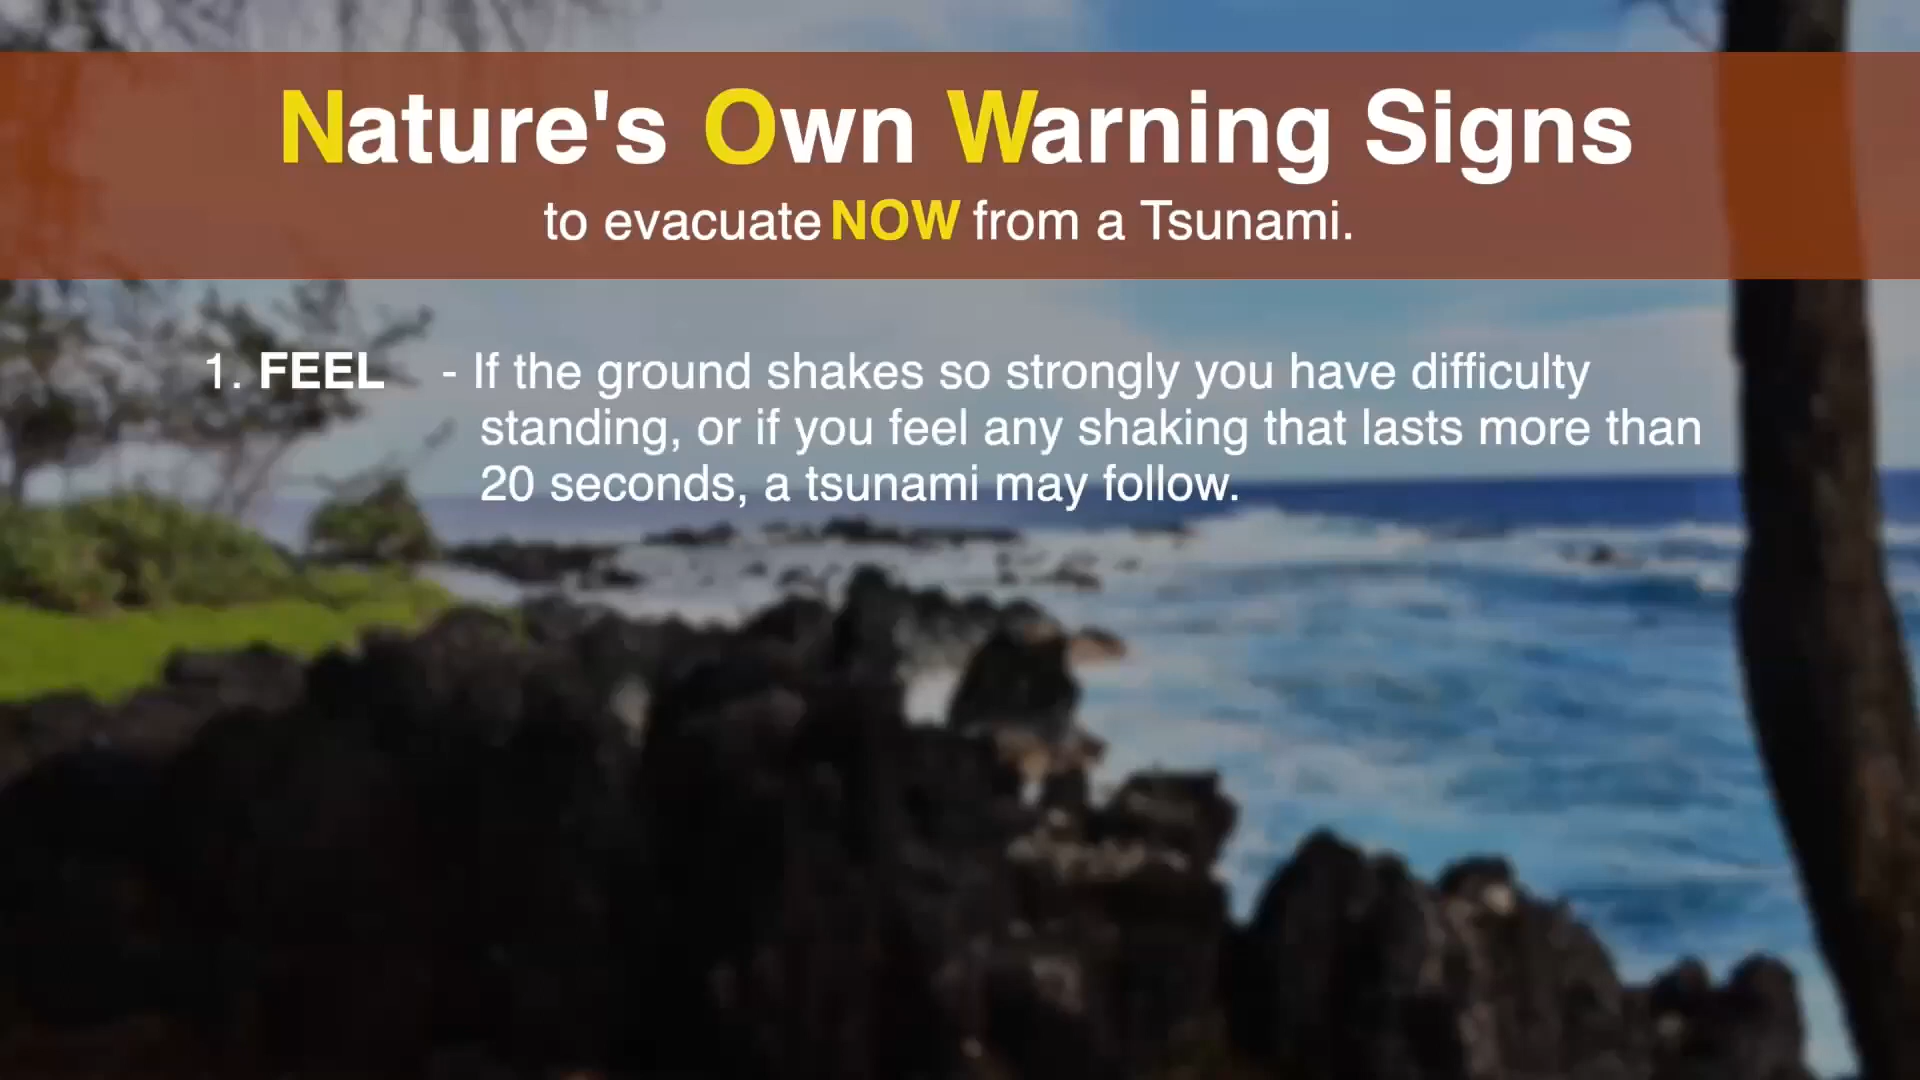 Nature's Own Warning Signs
to evacuate NOW from a Tsunami.
1. FEEL - If the ground shakes so strongly you have difficulty
standing, or if you feel any shaking that lasts more than
20 seconds, a tsunami may follow.